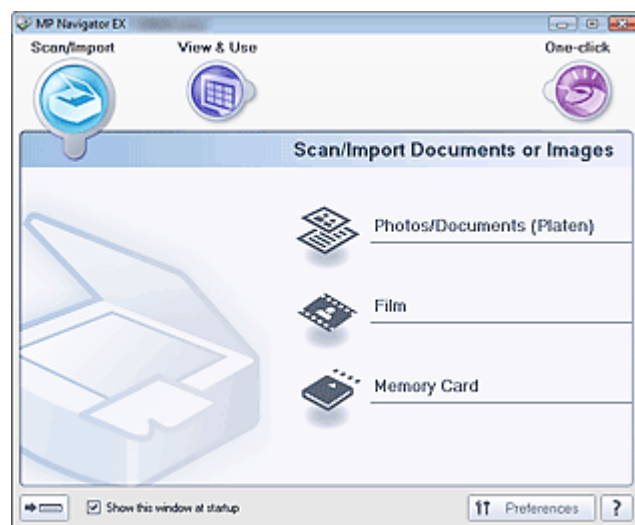 MP Navigator EX
Scan/Import View & Use One-click
Scan/Import Documents or Images
Photos/Documents (Platen)
Film
Memory Card
Show this window at startup Preferences ?